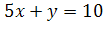 5x + y = 10